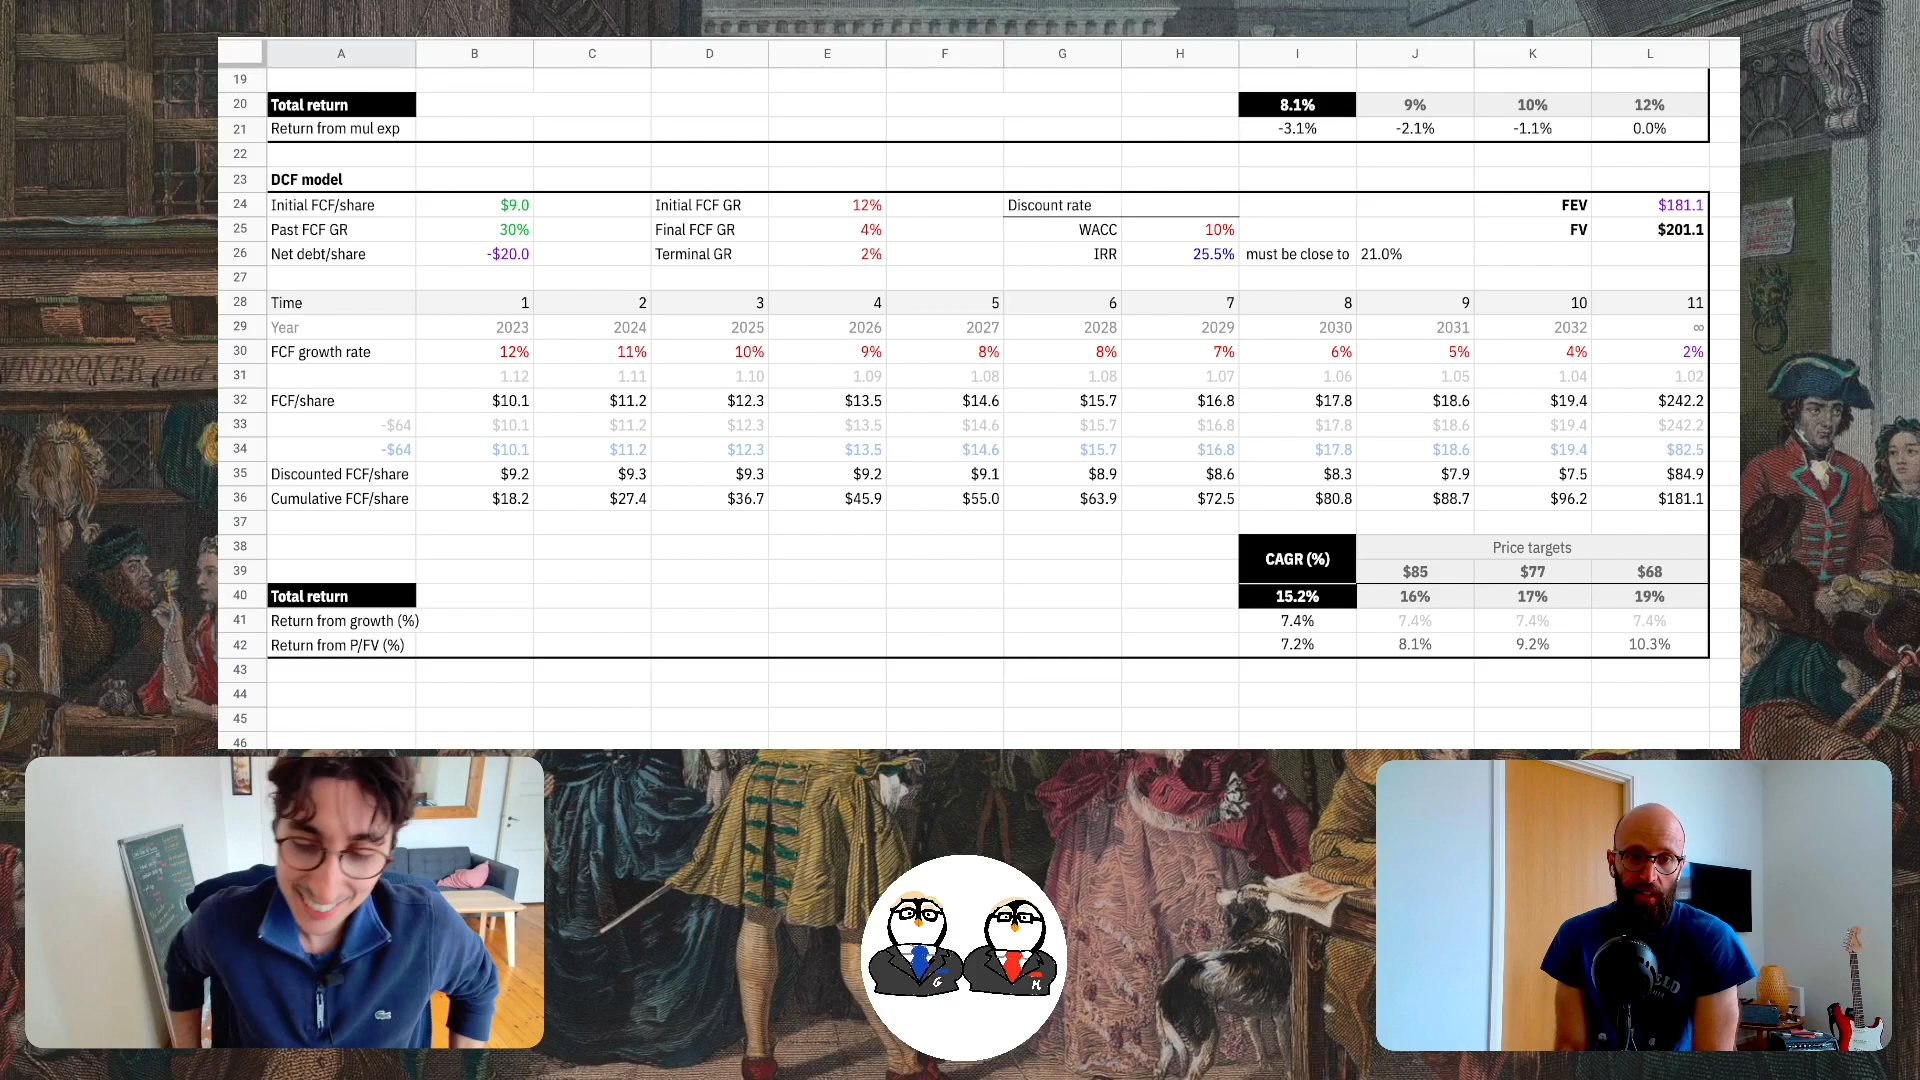 A B C D E F G H I J K L
19
20 Total return 8.1% 9% 10% 12%
21 Return from mul exp -3.1% -2.1% -1.1% 0.0%
22
23 DCF model
24 Initial FCF/share $9.0 Initial FCF GR 12% Discount rate FEV $181.1
25 Past FCF GR 30% Final FCF GR 4% WACC 10% FV $201.1
26 Net debt/share -$20.0 Terminal GR 2% IRR 25.5% must be close to 21.0%
27
28 Time 1 2 3 4 5 6 7 8 9 10 11
29 Year 2023 2024 2025 2026 2027 2028 2029 2030 2031 2032 ∞
30 FCF growth rate 12% 11% 10% 9% 8% 8% 7% 6% 5% 4% 2%
31 1.12 1.11 1.10 1.09 1.08 1.08 1.07 1.06 1.05 1.04 1.02
32 FCF/share $10.1 $11.2 $12.3 $13.5 $14.6 $15.7 $16.8 $17.8 $18.6 $19.4 $242.2
33 -$64 $10.1 $11.2 $12.3 $13.5 $14.6 $15.7 $16.8 $17.8 $18.6 $19.4 $242.2
34 -$64 $10.1 $11.2 $12.3 $13.5 $14.6 $15.7 $16.8 $17.8 $18.6 $19.4 $82.5
35 Discounted FCF/share $9.2 $9.3 $9.3 $9.2 $9.1 $8.9 $8.6 $8.3 $7.9 $7.5 $84.9
36 Cumulative FCF/share $18.2 $27.4 $36.7 $45.9 $55.0 $63.9 $72.5 $80.8 $88.7 $96.2 $181.1
37
38 CAGR (%) Price targets
39 $85 $77 $68
40 Total return 15.2% 16% 17% 19%
41 Return from growth (%) 7.4% 7.4% 7.4% 7.4%
42 Return from P/FV (%) 7.2% 8.1% 9.2% 10.3%
43
44
45
46
NBROKER and
G M